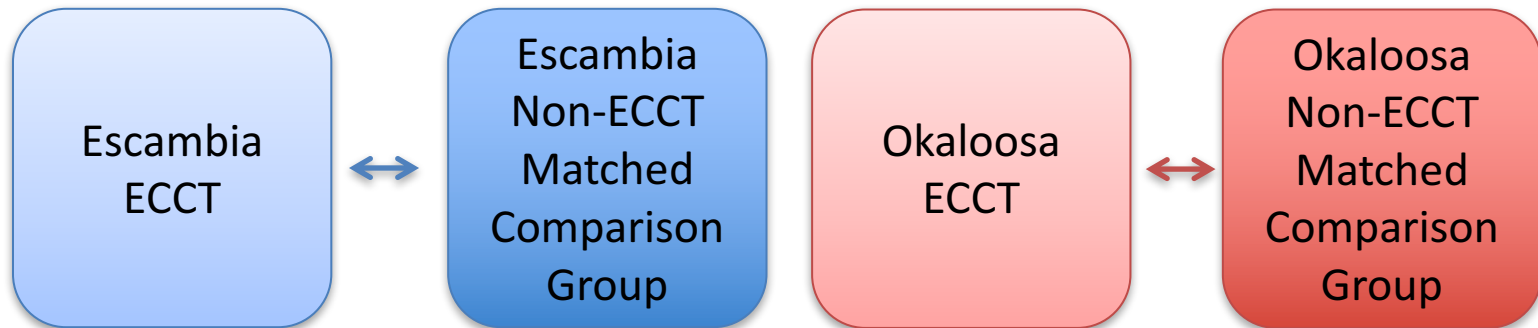 Escambia
ECCT
Escambia
Non-ECCT
Matched
Comparison
Group
Okaloosa
ECCT
Okaloosa
Non-ECCT
Matched
Comparison
Group